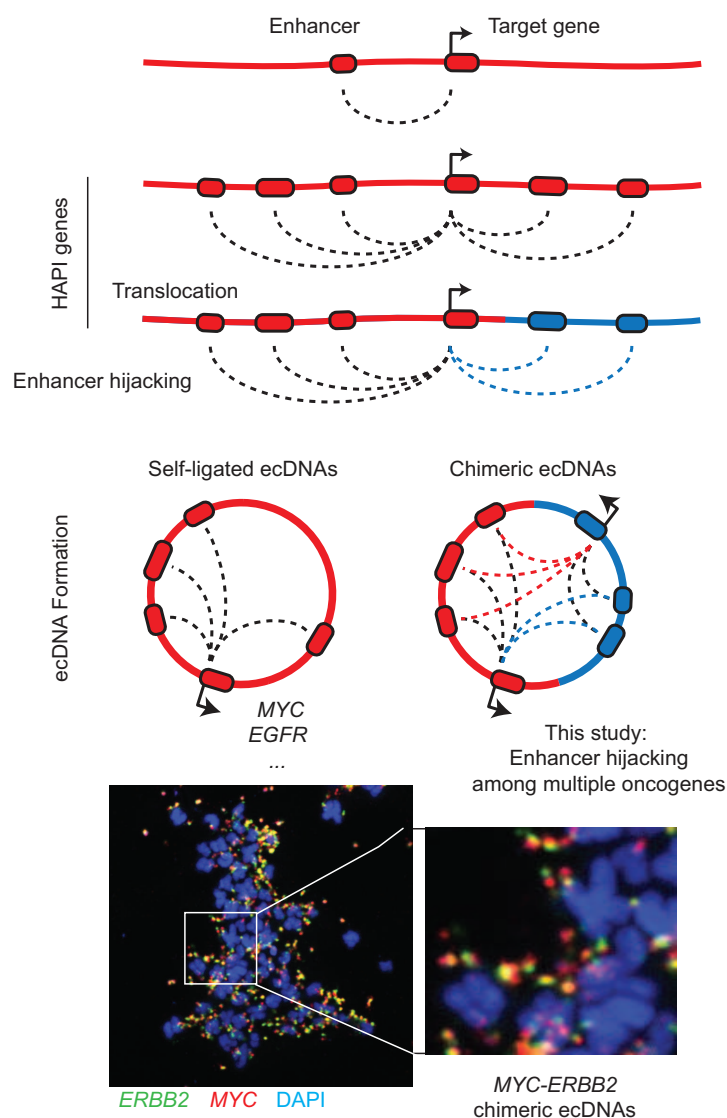 Enhancer
Target gene
HAPI genes
Translocation
Enhancer hijacking
ecDNA Formation
Self-ligated ecDNAs
Chimeric ecDNAs
MYC
EGFR
...
This study:
Enhancer hijacking
among multiple oncogenes
ERBB2 MYC DAPI
MYC-ERBB2
chimeric ecDNAs